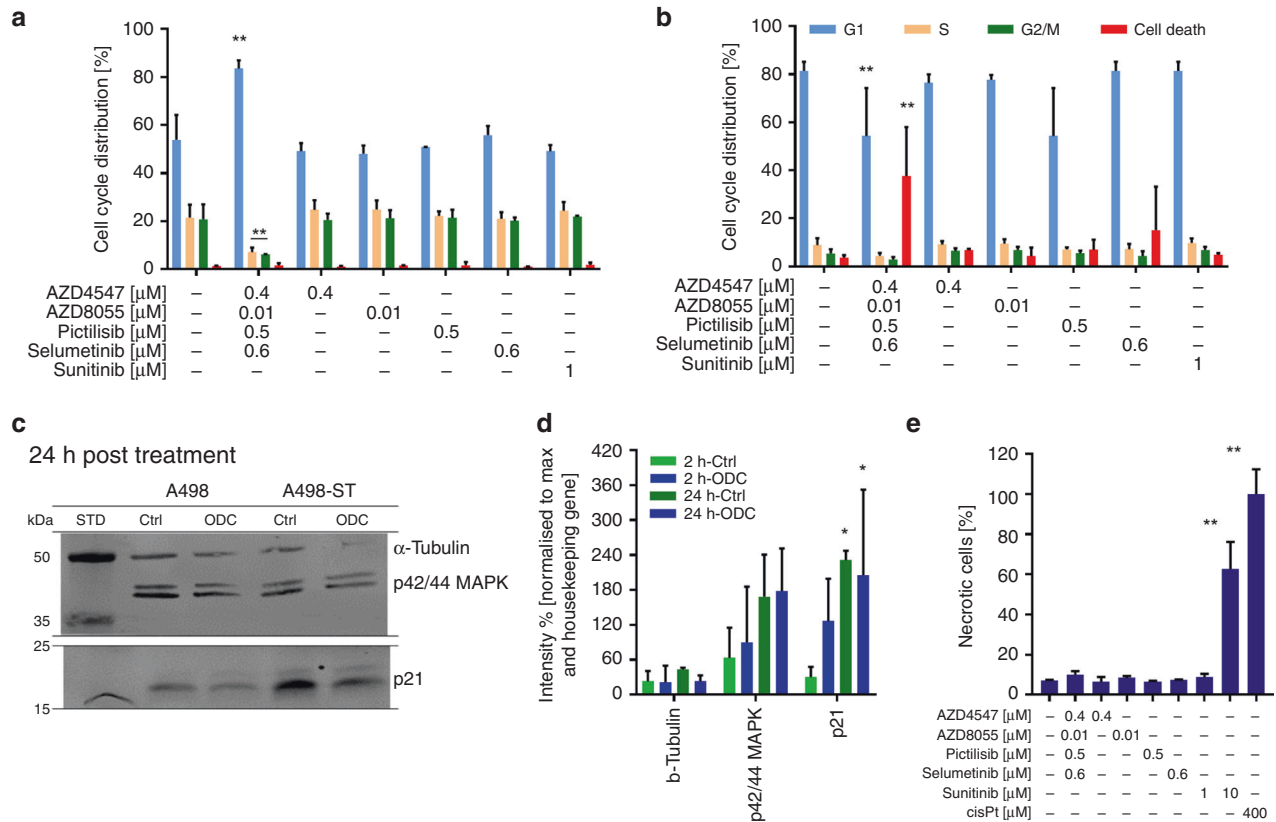 a
Cell cycle distribution [%]
100
80
60
40
20
0
**
**
AZD4547 [μM] – 0.4 0.4 – – – –
AZD8055 [μM] – 0.01 – 0.01 – – –
Pictilisib [μM] – 0.5 – – 0.5 – –
Selumetinib [μM] – 0.6 – – – 0.6 –
Sunitinib [μM] – – – – – – 1
b
G1 S G2/M Cell death
Cell cycle distribution [%]
100
80
60
40
20
0
**
**
AZD4547 [μM] – 0.4 0.4 – – – –
AZD8055 [μM] – 0.01 – 0.01 – – –
Pictilisib [μM] – 0.5 – – 0.5 – –
Selumetinib [μM] – 0.6 – – – 0.6 –
Sunitinib [μM] – – – – – – 1
c
24 h post treatment
A498 A498-ST
kDa STD Ctrl ODC Ctrl ODC
50
α-Tubulin
p42/44 MAPK
35
25
p21
15
d
Intensity % [normalised to max
and housekeeping gene]
420
360
300
240
180
120
60
0
2 h-Ctrl
2 h-ODC
24 h-Ctrl
24 h-ODC
*
*
b-Tubulin
p42/44 MAPK
p21
e
Necrotic cells [%]
120
100
80
60
40
20
0
**
**
AZD4547 [μM] – 0.4 0.4 – – – – – –
AZD8055 [μM] – 0.01 – 0.01 – – – – –
Pictilisib [μM] – 0.5 – – 0.5 – – – –
Selumetinib [μM] – 0.6 – – – 0.6 – – –
Sunitinib [μM] – – – – – – 1 10 –
cisPt [μM] – – – – – – – – 400